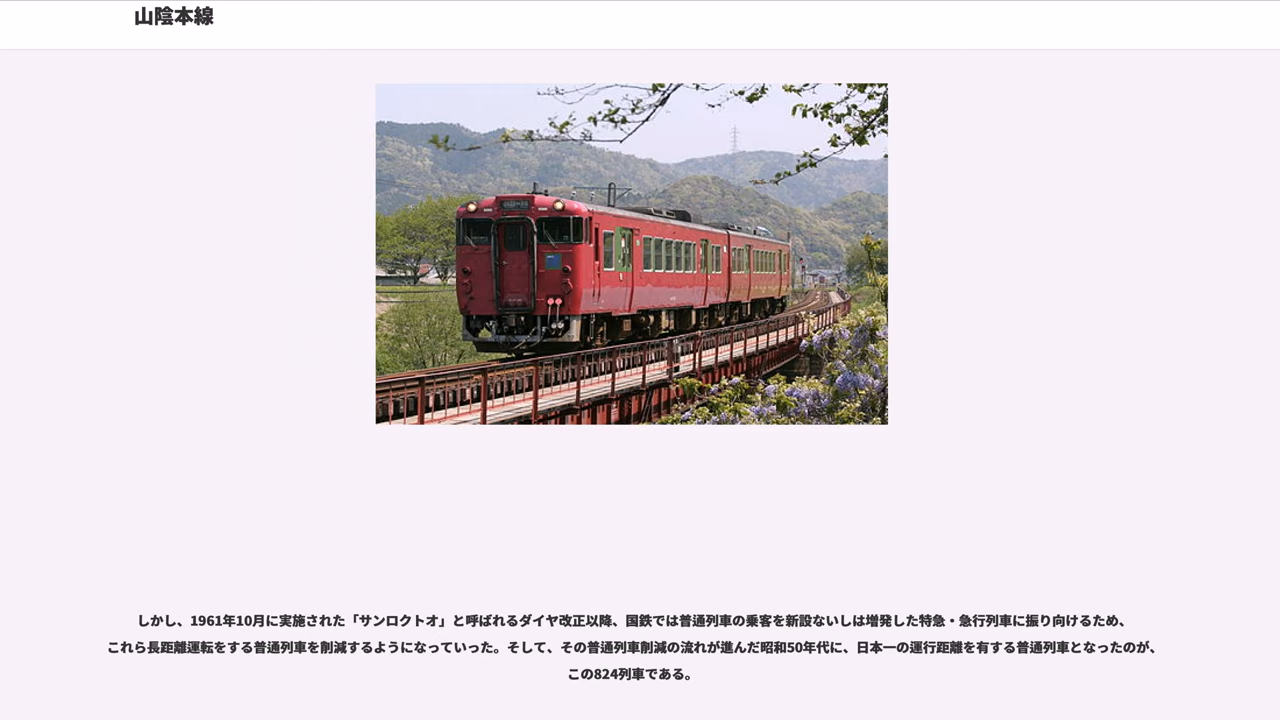 山陰本線
しかし、1961年10月に実施された「サンロクトオ」と呼ばれるダイヤ改正以降、国鉄では普通列車の乗客を新設ないしは増発した特急・急行列車に振り向けるため、
これら長距離運転をする普通列車を削減するようになっていった。そして、その普通列車削減の流れが進んだ昭和50年代に、日本一の運行距離を有する普通列車となったのが、
この824列車である。